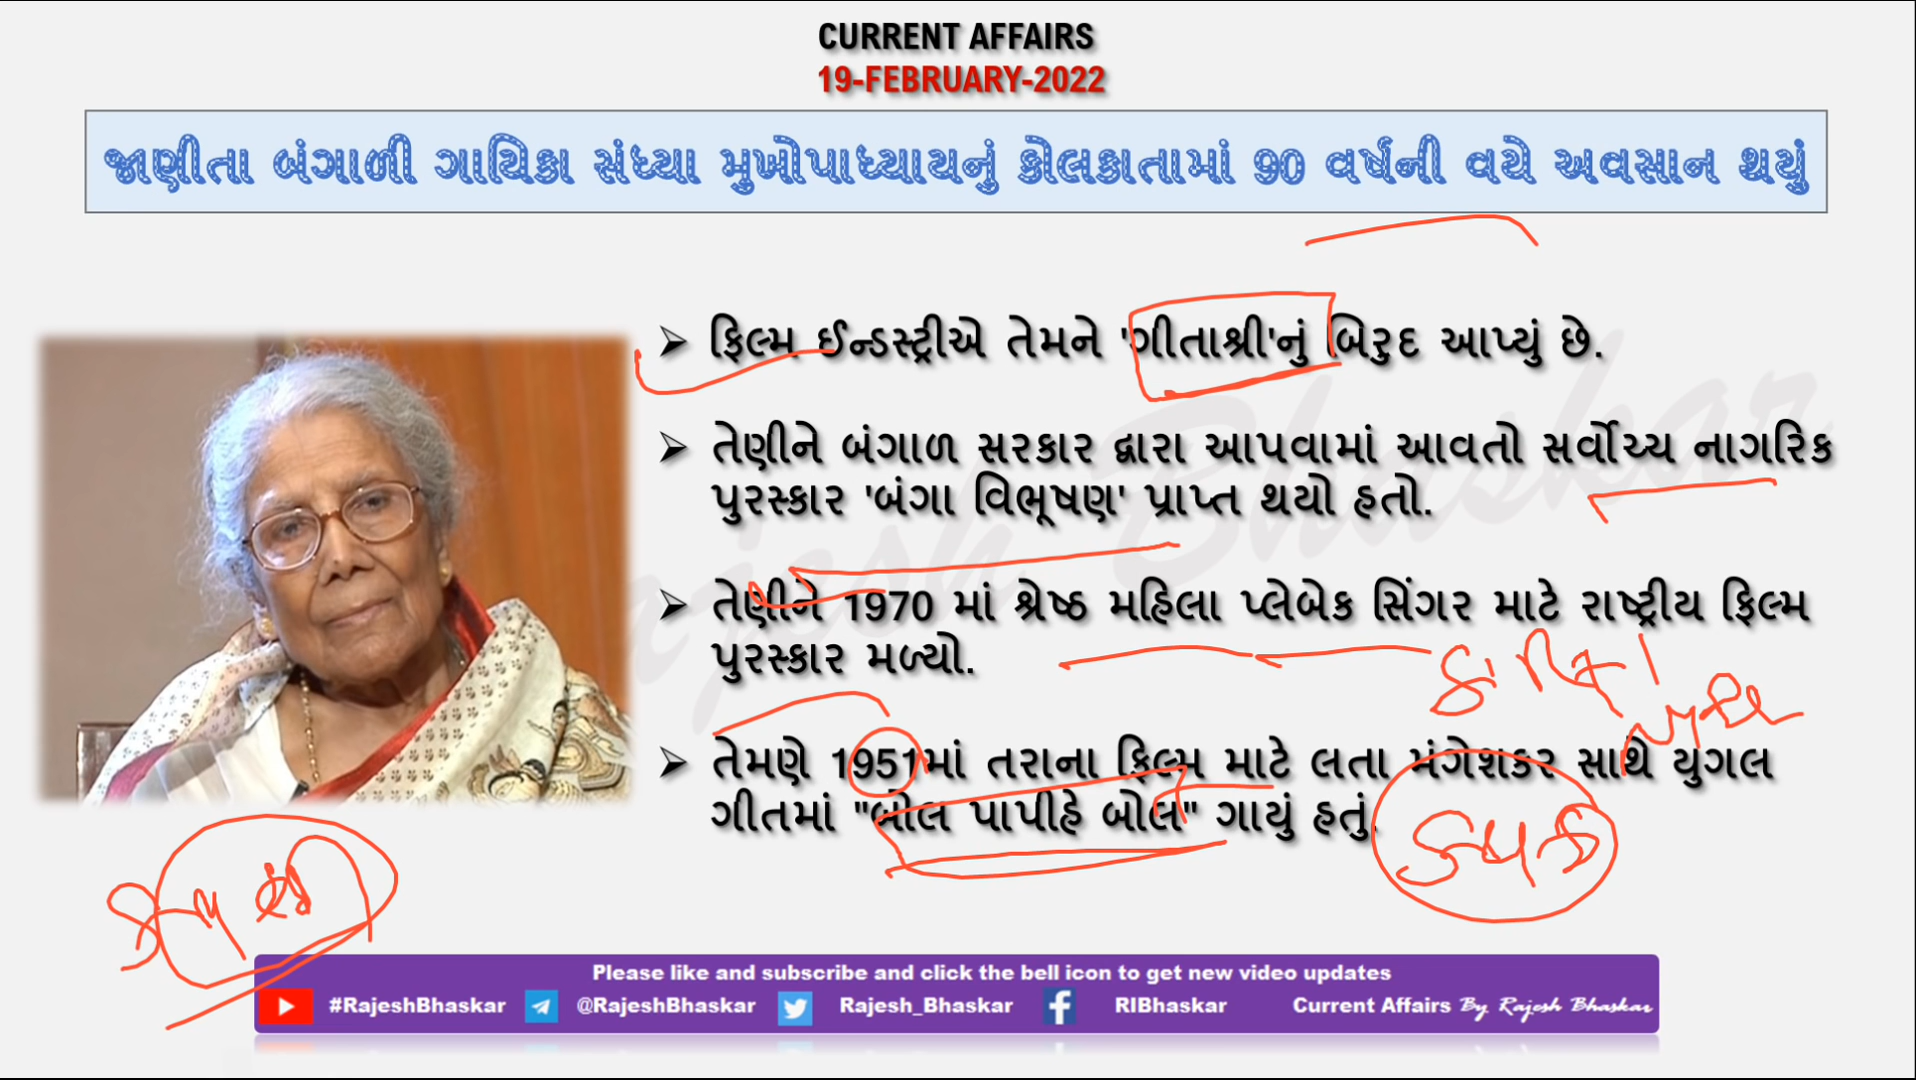 CURRENT AFFAIRS
19-FEBRUARY-2022
જાણીતા બંગાળી ગાયિકા સંધ્યા મુખોપાધ્યાયનું કોલકાતામાં 90 વર્ષની વયે અવસાન થયું
ફિલ્મ ઈન્ડસ્ટ્રીએ તેમને 'ગીતાશ્રી'નું બિરુદ આપ્યું છે.
તેણીને બંગાળ સરકાર દ્વારા આપવામાં આવતો સર્વોચ્ચ નાગરિક
પુરસ્કાર 'બંગા વિભૂષણ' પ્રાપ્ત થયો હતો.
તેણીને 1970 માં શ્રેષ્ઠ મહિલા પ્લેબેક સિંગર માટે રાષ્ટ્રીય ફિલ્મ
પુરસ્કાર મળ્યો.
તેમણે 1951માં તરાના ફિલ્મ માટે લતા મંગેશકર સાથે યુગલ
ગીતમાં "બોલ પાપીહે બોલ" ગાયું હતું.
Rajesh Bhaskar
Please like and subscribe and click the bell icon to get new video updates
#RajeshBhaskar @RajeshBhaskar Rajesh_Bhaskar RIBhaskar Current Affairs By Rajesh Bhaskar